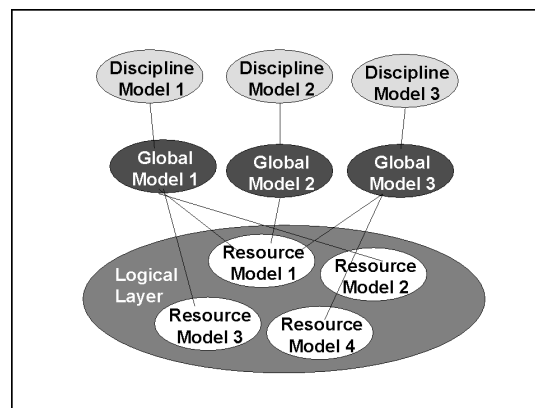 Discipline
Model 1
Discipline
Model 2
Discipline
Model 3
Global
Model 1
Global
Model 2
Global
Model 3
Logical
Layer
Resource
Model 1
Resource
Model 2
Resource
Model 3
Resource
Model 4